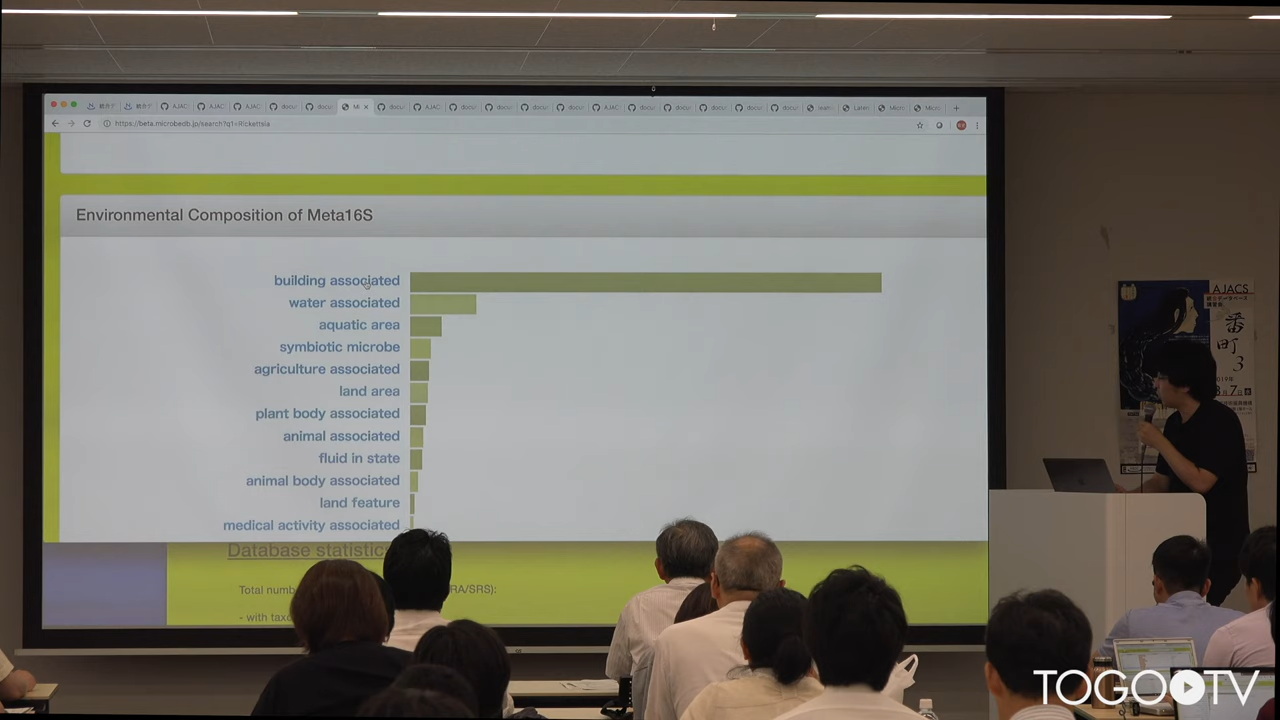 https://beta.microbedb.jp/search?q1=Rickettsia
Environmental Composition of Meta16S
building associated
water associated
aquatic area
symbiotic microbe
agriculture associated
land area
plant body associated
animal associated
fluid in state
animal body associated
land feature
medical activity associated
Database statistic
Total numb
RA/SRS):
- with taxo
AJACS
番
町
3
TOGO TV